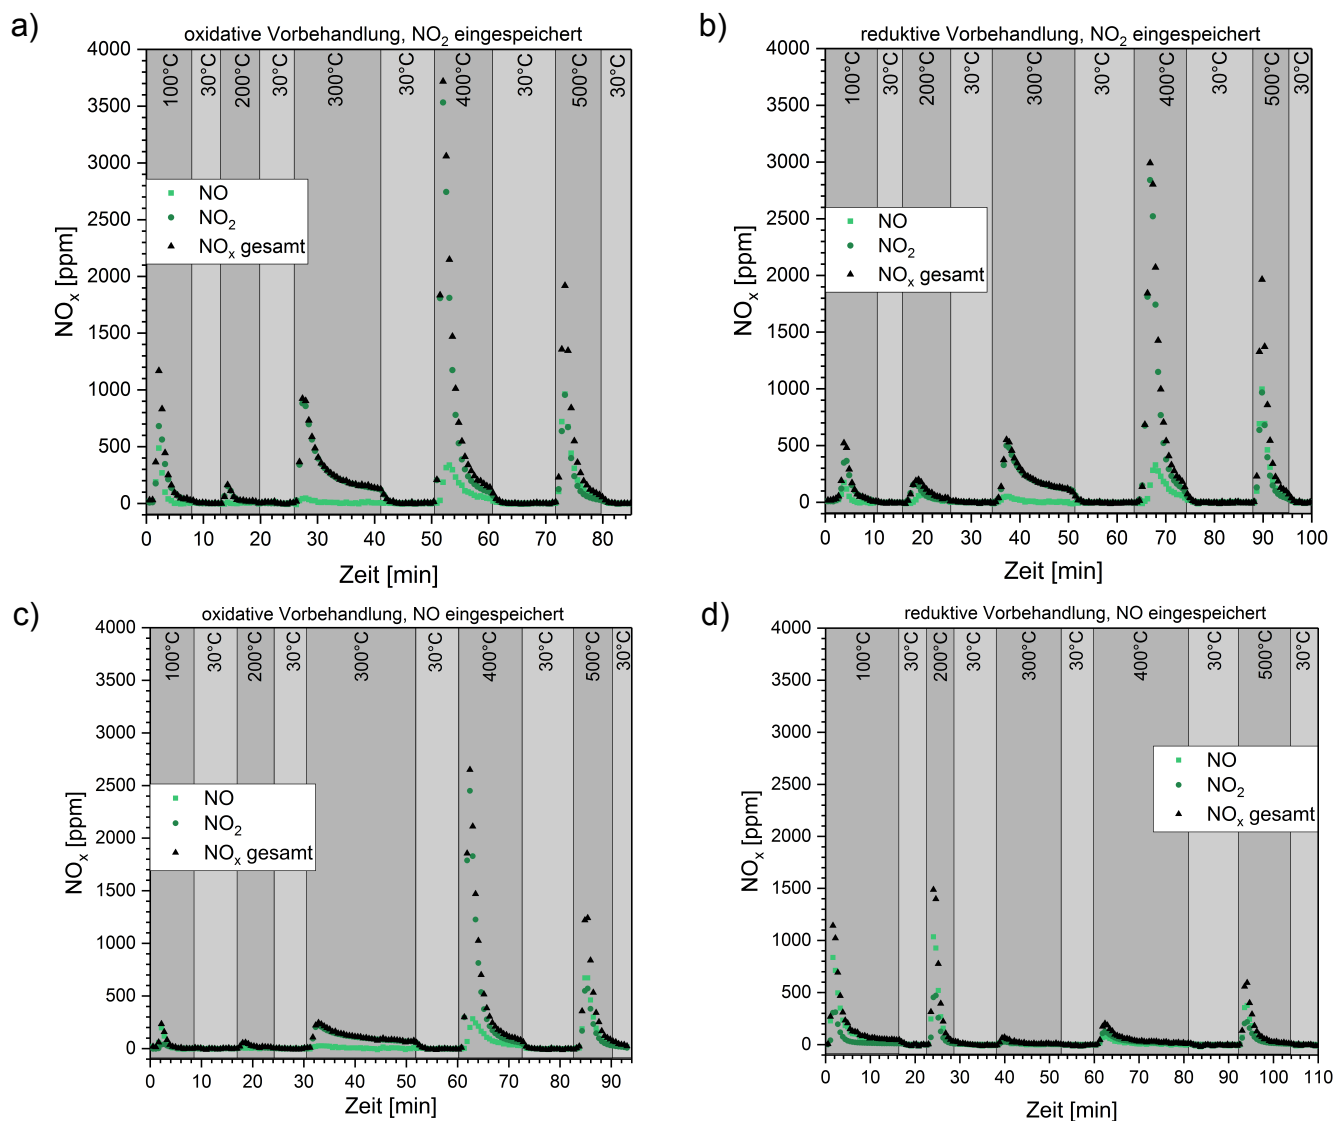 a)
oxidative Vorbehandlung, NO₂ eingespeichert
4000
3500
3000
2500
2000
1500
1000
500
0
NOₓ [ppm]
100°C
30°C
200°C
30°C
300°C
30°C
400°C
30°C
500°C
30°C
NO
NO₂
NOₓ gesamt
0 10 20 30 40 50 60 70 80
Zeit [min]
b)
reduktive Vorbehandlung, NO₂ eingespeichert
4000
3500
3000
2500
2000
1500
1000
500
0
NOₓ [ppm]
100°C
30°C
200°C
30°C
300°C
30°C
400°C
30°C
500°C
30°C
NO
NO₂
NOₓ gesamt
0 10 20 30 40 50 60 70 80 90 100
Zeit [min]
c)
oxidative Vorbehandlung, NO eingespeichert
4000
3500
3000
2500
2000
1500
1000
500
0
NOₓ [ppm]
100°C
30°C
200°C
30°C
300°C
30°C
400°C
30°C
500°C
30°C
NO
NO₂
NOₓ gesamt
0 10 20 30 40 50 60 70 80 90
Zeit [min]
d)
reduktive Vorbehandlung, NO eingespeichert
4000
3500
3000
2500
2000
1500
1000
500
0
NOₓ [ppm]
100°C
30°C
200°C
30°C
300°C
30°C
400°C
30°C
500°C
30°C
NO
NO₂
NOₓ gesamt
0 10 20 30 40 50 60 70 80 90 100 110
Zeit [min]